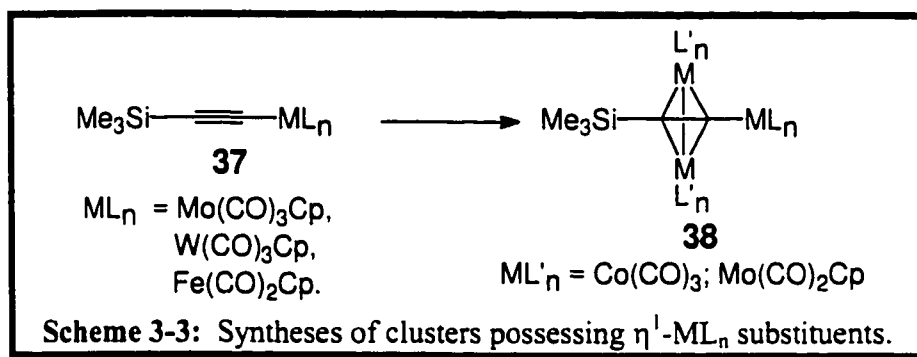 L'n
M
Me3Si
MLn
Me3Si
MLn
37
M
L'n
MLn = Mo(CO)3Cp,
W(CO)3Cp,
Fe(CO)2Cp.
38
ML'n = Co(CO)3; Mo(CO)2Cp
Scheme 3-3: Syntheses of clusters possessing η1-MLn substituents.